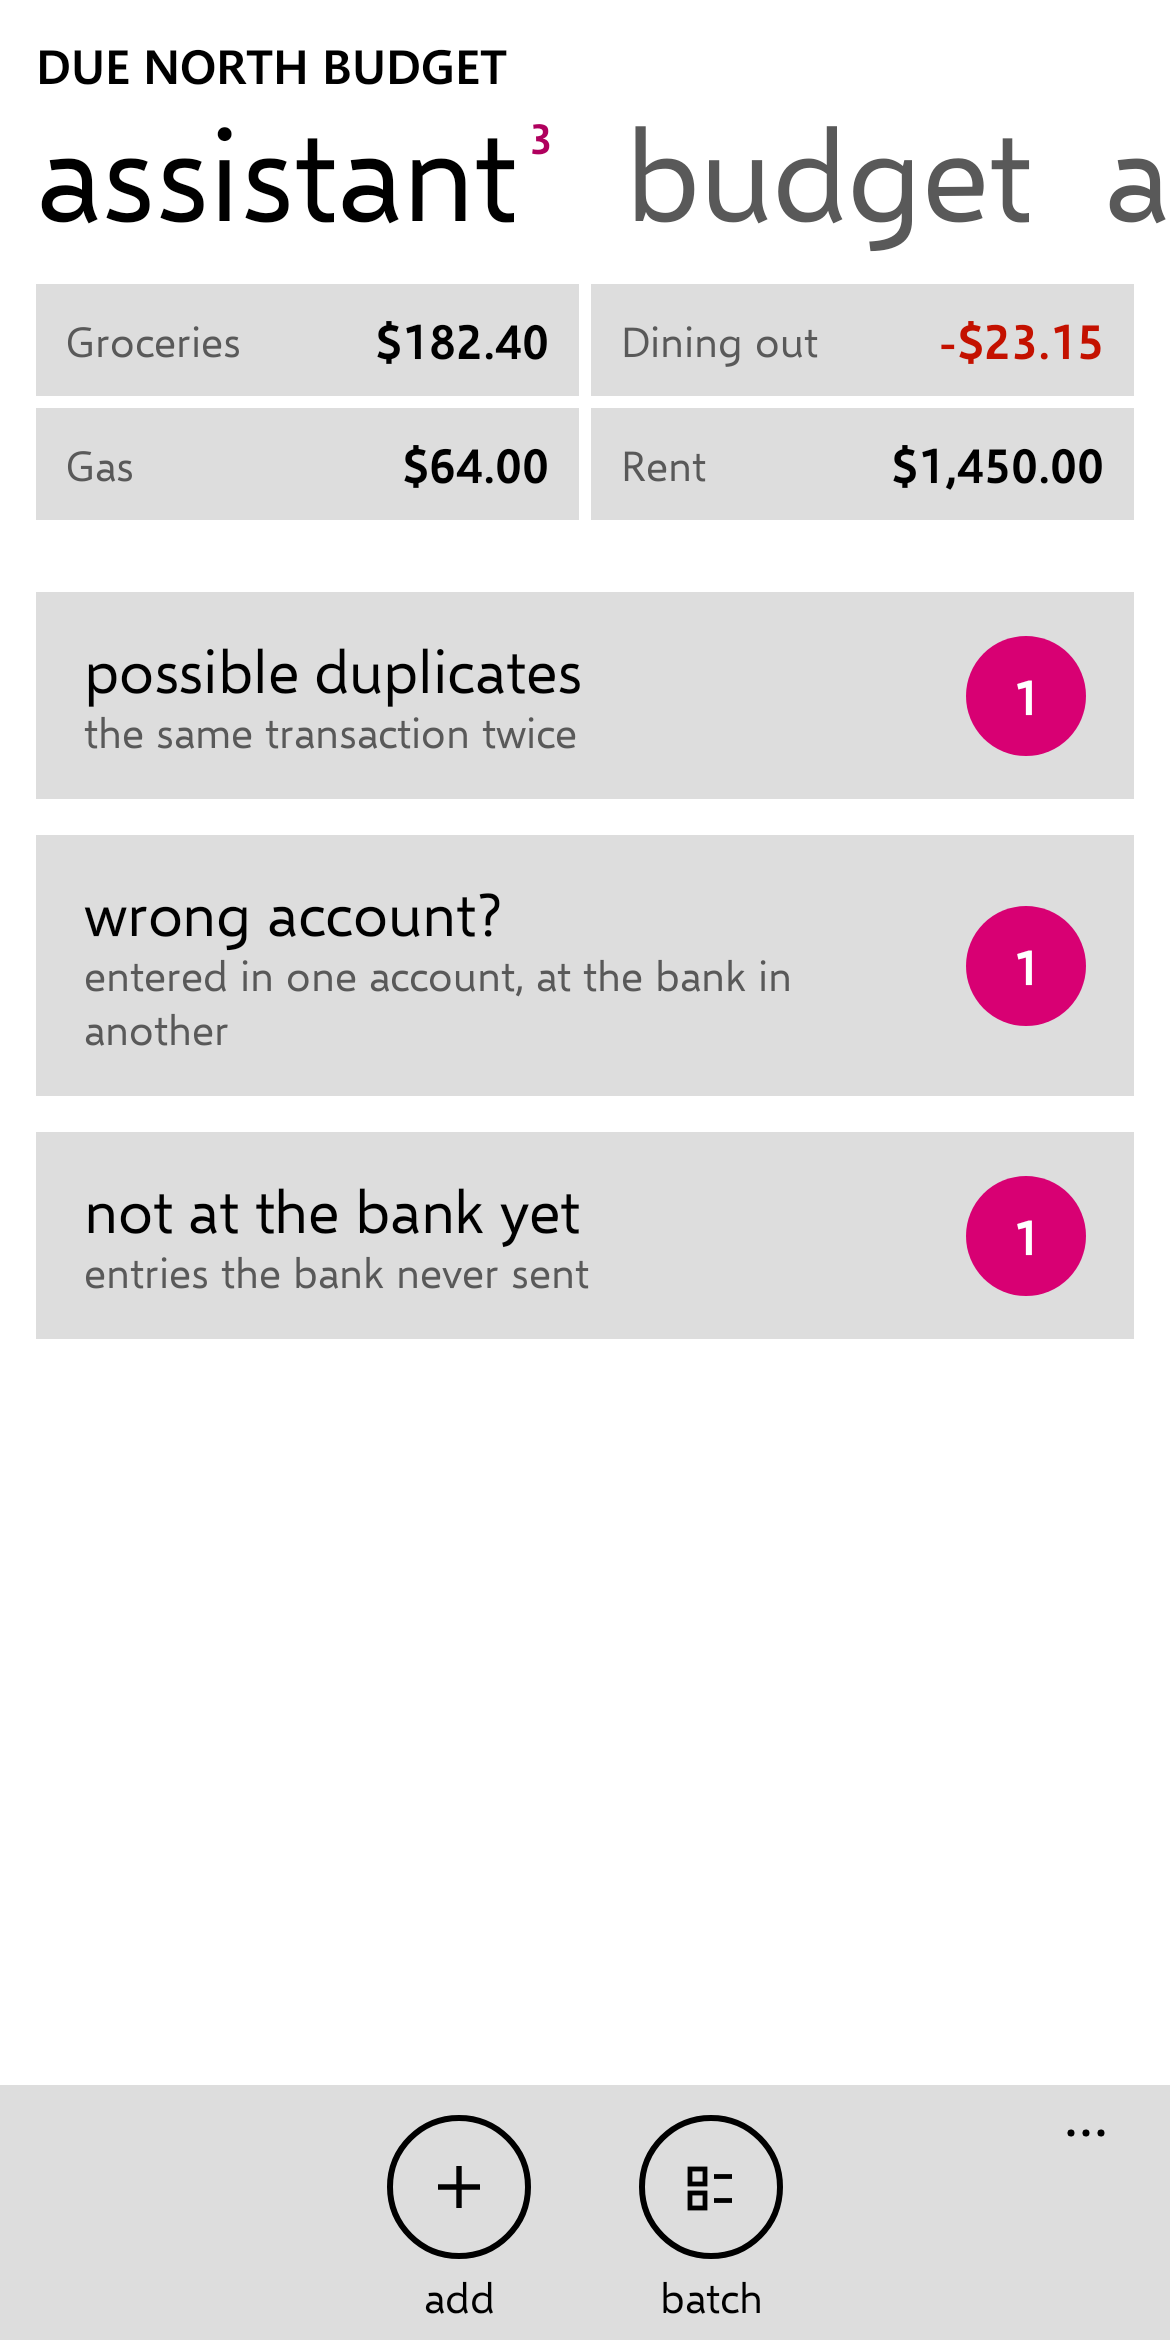 DUE NORTH BUDGET
assistant 3 budget a
Groceries $182.40 Dining out -$23.15
Gas $64.00 Rent $1,450.00
possible duplicates
the same transaction twice
1
wrong account?
entered in one account, at the bank in
another
1
not at the bank yet
entries the bank never sent
1
...
add batch